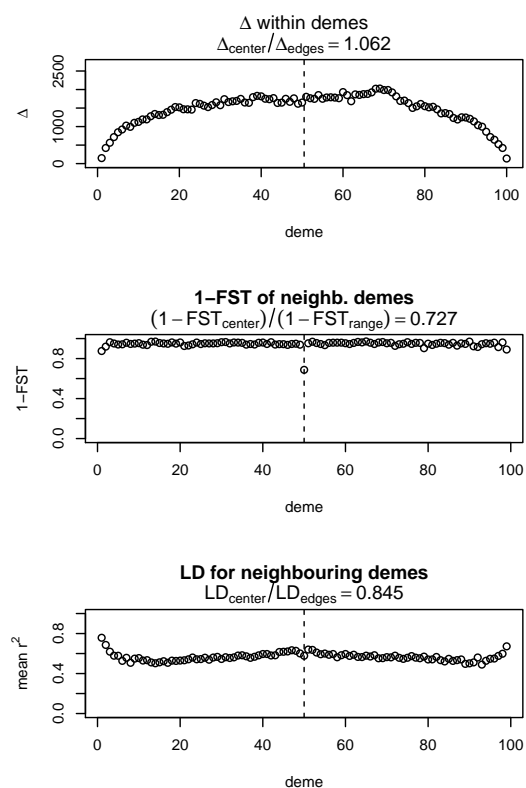 Δ within demes
Δcenter/Δedges = 1.062
2500
1000
0
Δ
0 20 40 60 80 100
deme
1−FST of neighb. demes
(1 − FSTcenter)/(1 − FSTrange) = 0.727
0.8
0.4
0.0
1−FST
0 20 40 60 80 100
deme
LD for neighbouring demes
LDcenter/LDedges = 0.845
0.8
0.4
0.0
mean r²
0 20 40 60 80 100
deme